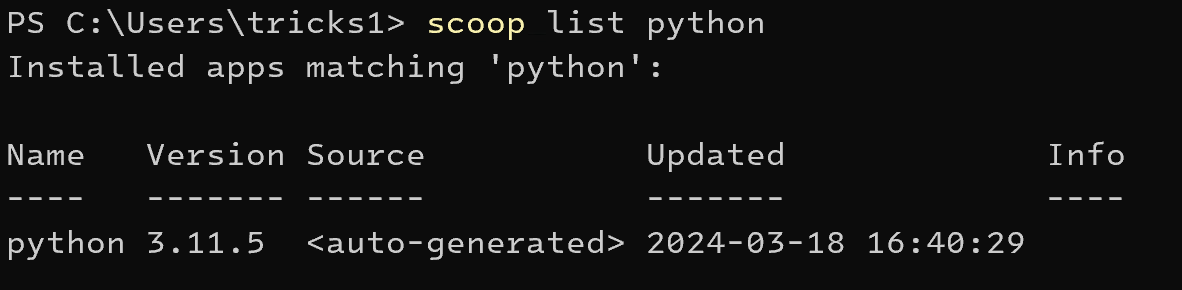 PS C:\Users\tricks1> scoop list python
Installed apps matching 'python':
Name   Version Source           Updated             Info
----   ------- ------           -------             ----
python 3.11.5  <auto-generated> 2024-03-18 16:40:29